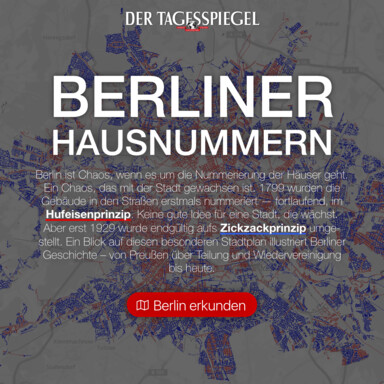 DER TAGESSPIEGEL
BERLINER
HAUSNUMMERN
Berlin ist Chaos, wenn es um die Nummerierung der Häuser geht.
Ein Chaos, das mit der Stadt gewachsen ist. 1799 wurden die
Gebäude in den Straßen erstmals nummeriert – fortlaufend, im
Hufeisenprinzip. Keine gute Idee für eine Stadt, die wächst.
Aber erst 1929 wurde endgültig aufs Zickzackprinzip umge-
stellt. Ein Blick auf diesen besonderen Stadtplan illustriert Berliner
Geschichte – von Preußen über Teilung und Wiedervereinigung
bis heute.
Berlin erkunden